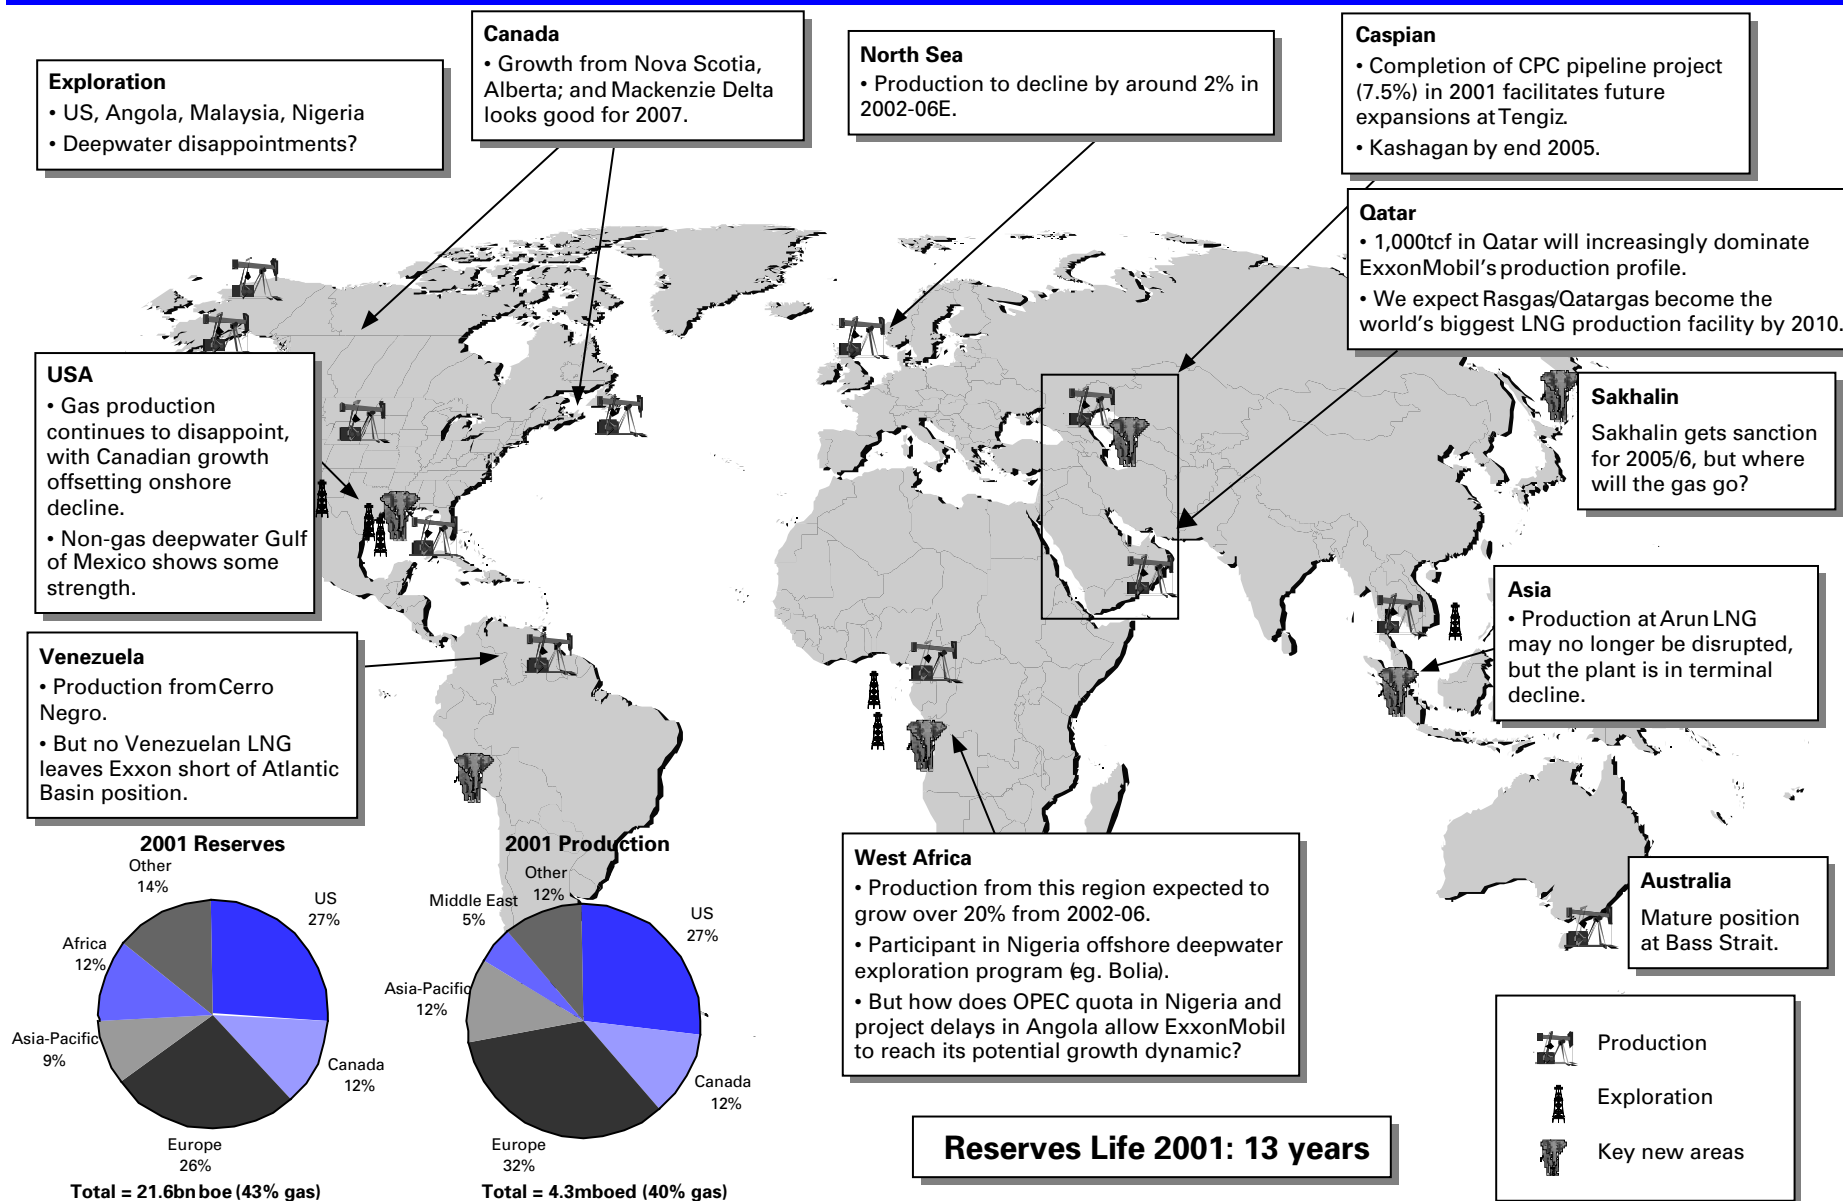 Exploration
• US, Angola, Malaysia, Nigeria
• Deepwater disappointments?
Canada
• Growth from Nova Scotia,
Alberta; and Mackenzie Delta
looks good for 2007.
North Sea
• Production to decline by around 2% in
2002-06E.
Caspian
• Completion of CPC pipeline project
(7.5%) in 2001 facilitates future
expansions at Tengiz.
• Kashagan by end 2005.
Qatar
• 1,000tcf in Qatar will increasingly dominate
ExxonMobil's production profile.
• We expect Rasgas/Qatargas become the
world's biggest LNG production facility by 2010.
USA
• Gas production
continues to disappoint,
with Canadian growth
offsetting onshore
decline.
• Non-gas deepwater Gulf
of Mexico shows some
strength.
Sakhalin
Sakhalin gets sanction
for 2005/6, but where
will the gas go?
Asia
• Production at Arun LNG
may no longer be disrupted,
but the plant is in terminal
decline.
Venezuela
• Production from Cerro
Negro.
• But no Venezuelan LNG
leaves Exxon short of Atlantic
Basin position.
West Africa
• Production from this region expected to
grow over 20% from 2002-06.
• Participant in Nigeria offshore deepwater
exploration program (eg. Bolia).
• But how does OPEC quota in Nigeria and
project delays in Angola allow ExxonMobil
to reach its potential growth dynamic?
Australia
Mature position
at Bass Strait.
2001 Reserves
Other
14%
US
27%
Africa
12%
Asia-Pacific
9%
Canada
12%
Europe
26%
Total = 21.6bn boe (43% gas)
2001 Production
Other
12%
Middle East
5%
US
27%
Asia-Pacific
12%
Canada
12%
Europe
32%
Total = 4.3mboed (40% gas)
Reserves Life 2001: 13 years
Production
Exploration
Key new areas